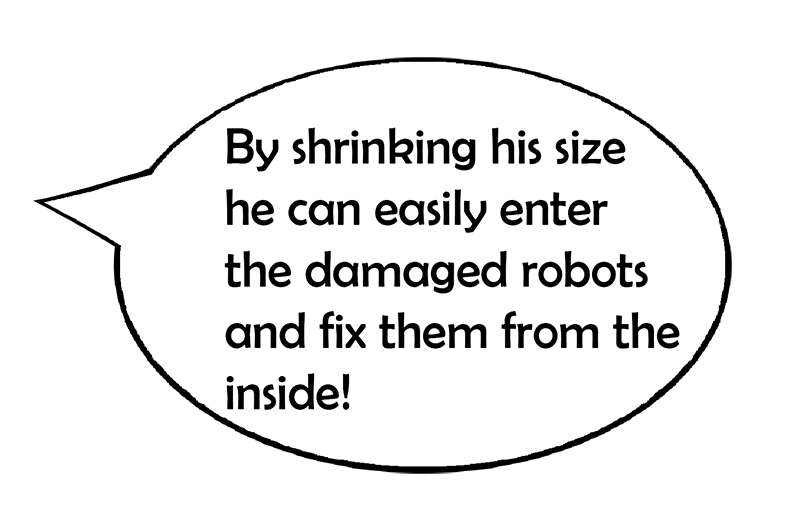 By shrinking his size
he can easily enter
the damaged robots
and fix them from the
inside!